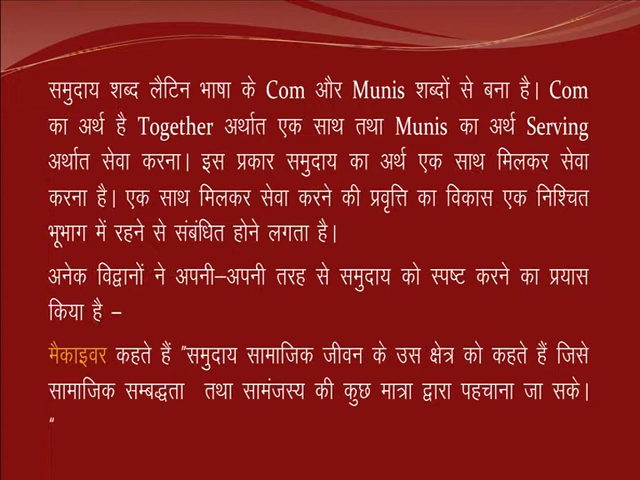 समुदाय शब्द लैटिन भाषा के Com और Munis शब्दों से बना है। Com
का अर्थ है Together अर्थात एक साथ तथा Munis का अर्थ Serving
अर्थात सेवा करना। इस प्रकार समुदाय का अर्थ एक साथ मिलकर सेवा
करना है। एक साथ मिलकर सेवा करने की प्रवृत्ति का विकास एक निश्चित
भूभाग में रहने से संबंधित होने लगता है।
अनेक विद्वानों ने अपनी–अपनी तरह से समुदाय को स्पष्ट करने का प्रयास
किया है –
मैकाइवर कहते हैं "समुदाय सामाजिक जीवन के उस क्षेत्र को कहते हैं जिसे
सामाजिक सम्बद्धता तथा सामंजस्य की कुछ मात्रा द्वारा पहचाना जा सके।
"